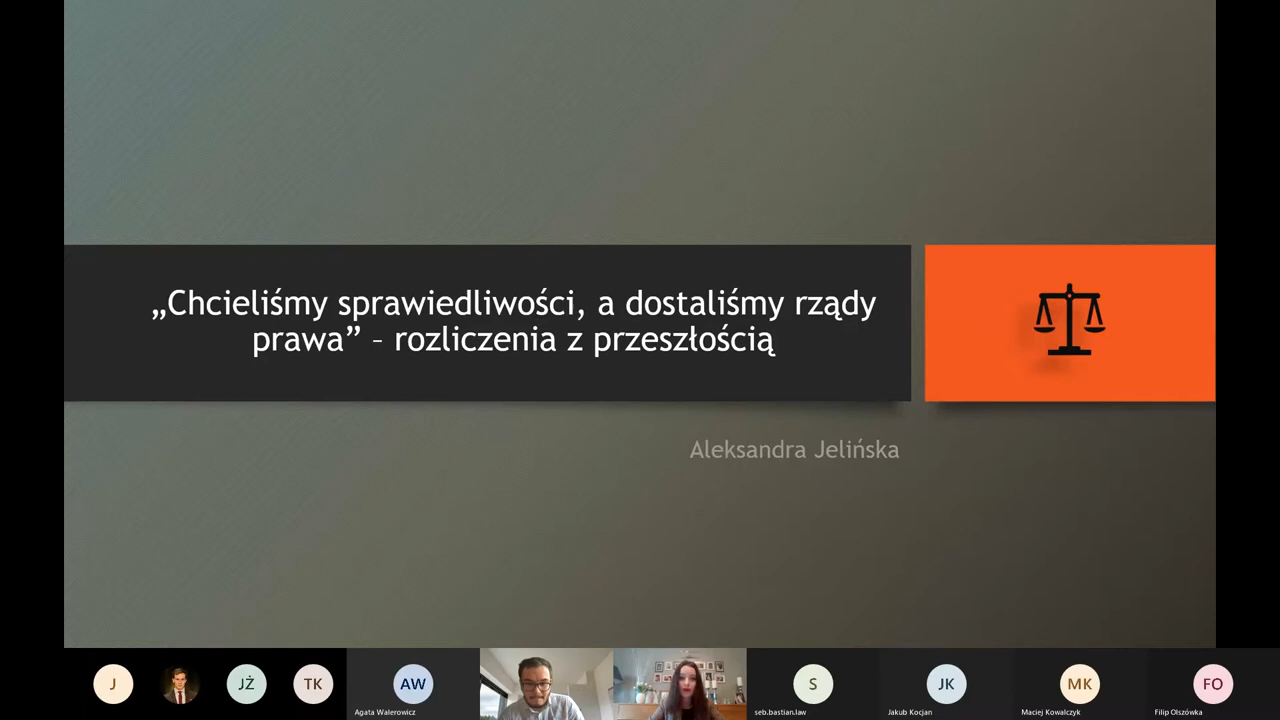 „Chcieliśmy sprawiedliwości, a dostaliśmy rządy
prawa” – rozliczenia z przeszłością
Aleksandra Jelińska
J
JŻ
TK
AW
S
JK
MK
FO
Agata Walerowicz
seb.bastian.law
Jakub Kocjan
Maciej Kowalczyk
Filip Olszówka